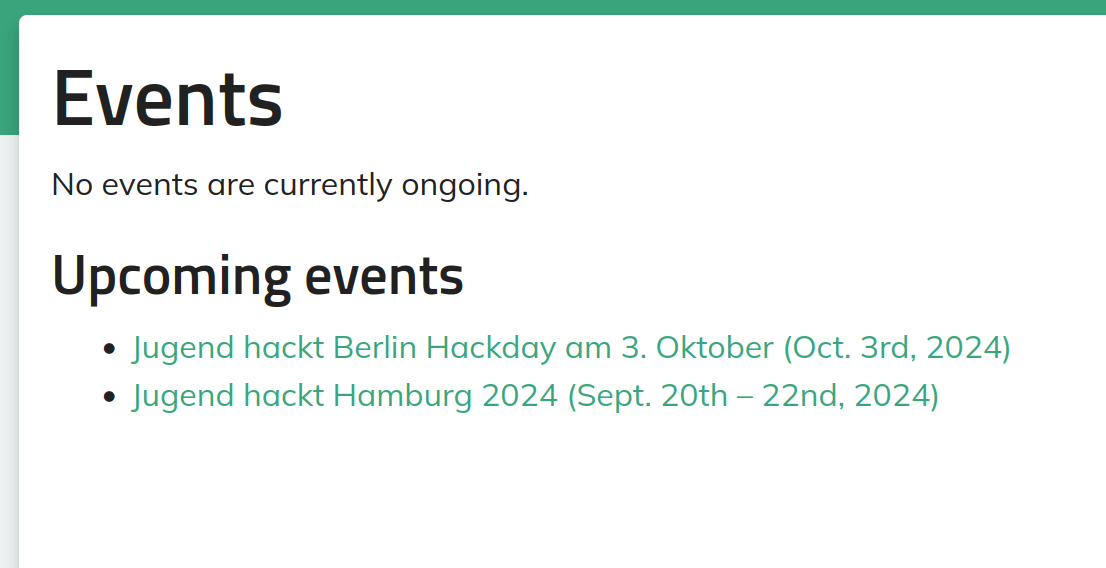 Events
No events are currently ongoing.
Upcoming events
Jugend hackt Berlin Hackday am 3. Oktober (Oct. 3rd, 2024)
Jugend hackt Hamburg 2024 (Sept. 20th – 22nd, 2024)